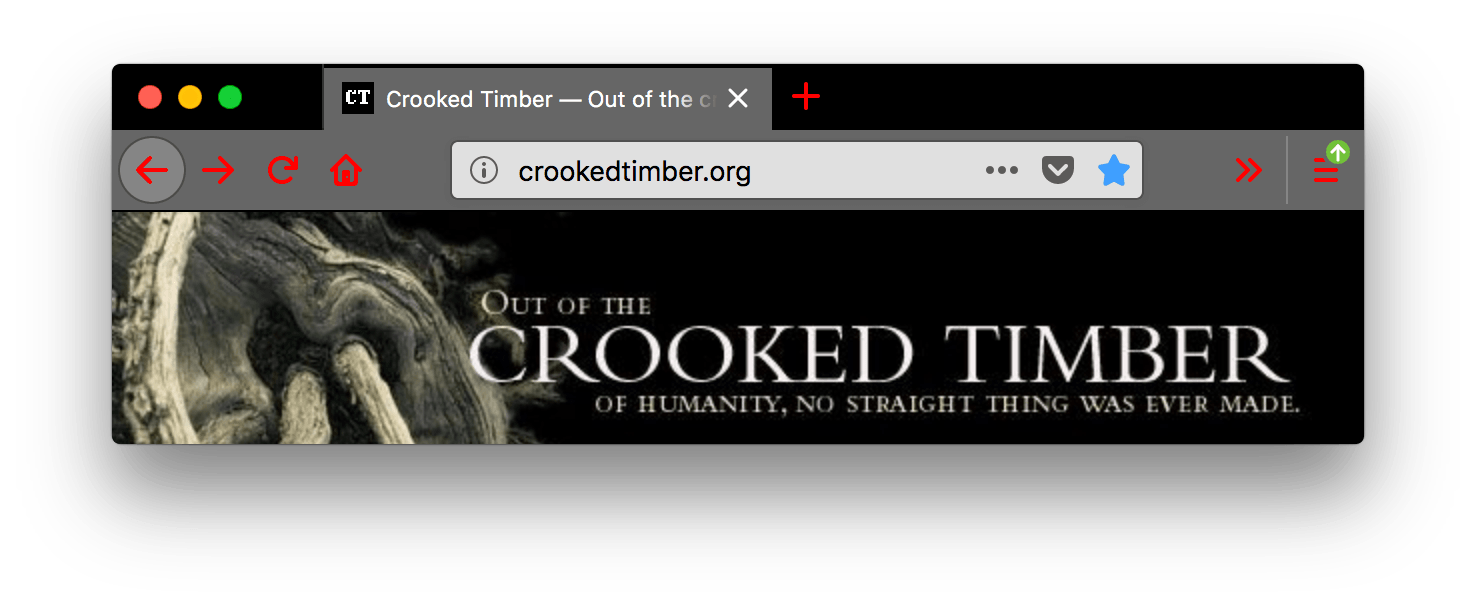 CT Crooked Timber — Out of the
crookedtimber.org
OUT OF THE
CROOKED TIMBER
OF HUMANITY, NO STRAIGHT THING WAS EVER MADE.